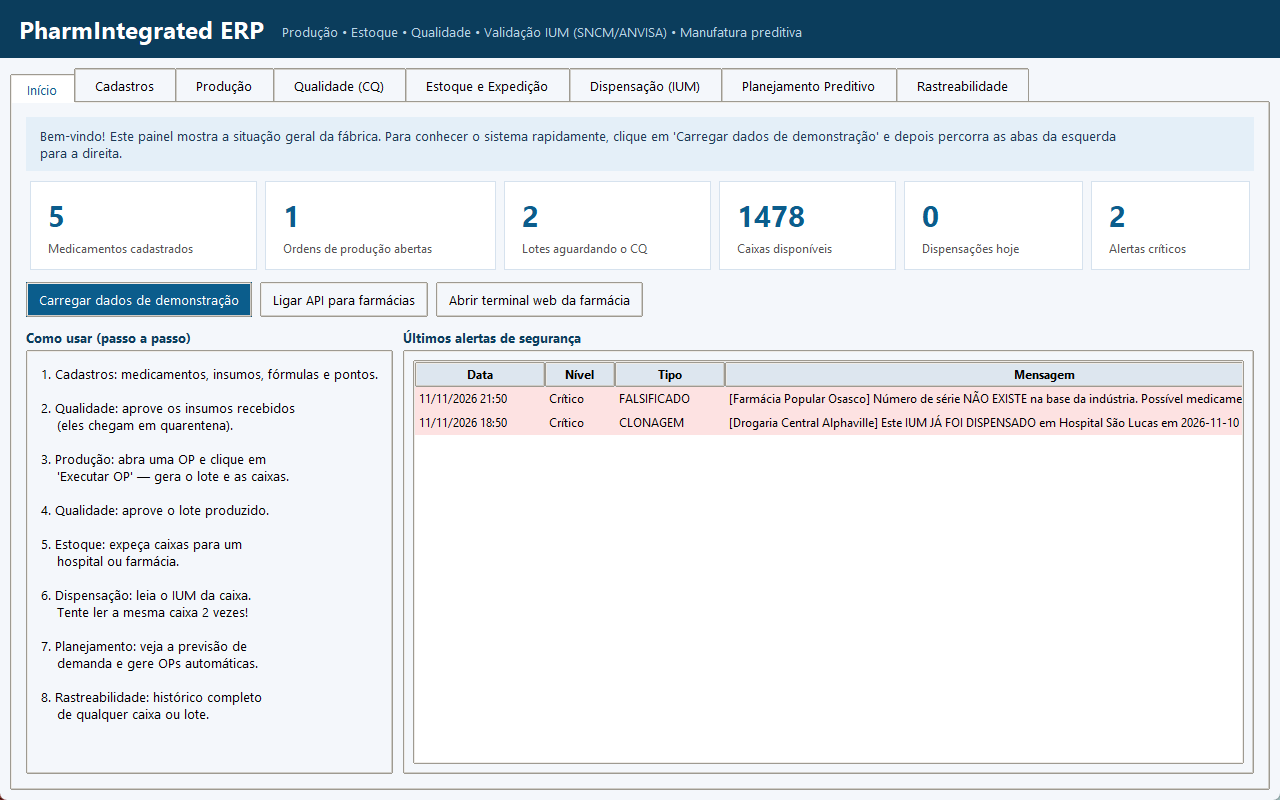 PharmIntegrated ERP Produção • Estoque • Qualidade • Validação IUM (SNCM/ANVISA) • Manufatura preditiva
Início Cadastros Produção Qualidade (CQ) Estoque e Expedição Dispensação (IUM) Planejamento Preditivo Rastreabilidade
Bem-vindo! Este painel mostra a situação geral da fábrica. Para conhecer o sistema rapidamente, clique em 'Carregar dados de demonstração' e depois percorra as abas da esquerda
para a direita.
5 1 2 1478 0 2
Medicamentos cadastrados Ordens de produção abertas Lotes aguardando o CQ Caixas disponíveis Dispensações hoje Alertas críticos
Carregar dados de demonstração Ligar API para farmácias Abrir terminal web da farmácia
Como usar (passo a passo)
1. Cadastros: medicamentos, insumos, fórmulas e pontos.
2. Qualidade: aprove os insumos recebidos
(eles chegam em quarentena).
3. Produção: abra uma OP e clique em
'Executar OP' — gera o lote e as caixas.
4. Qualidade: aprove o lote produzido.
5. Estoque: expeça caixas para um
hospital ou farmácia.
6. Dispensação: leia o IUM da caixa.
Tente ler a mesma caixa 2 vezes!
7. Planejamento: veja a previsão de
demanda e gere OPs automáticas.
8. Rastreabilidade: histórico completo
de qualquer caixa ou lote.
Últimos alertas de segurança
Data Nível Tipo Mensagem
11/11/2026 21:50 Crítico FALSIFICADO [Farmácia Popular Osasco] Número de série NÃO EXISTE na base da indústria. Possível medicame
11/11/2026 18:50 Crítico CLONAGEM [Drogaria Central Alphaville] Este IUM JÁ FOI DISPENSADO em Hospital São Lucas em 2026-11-10